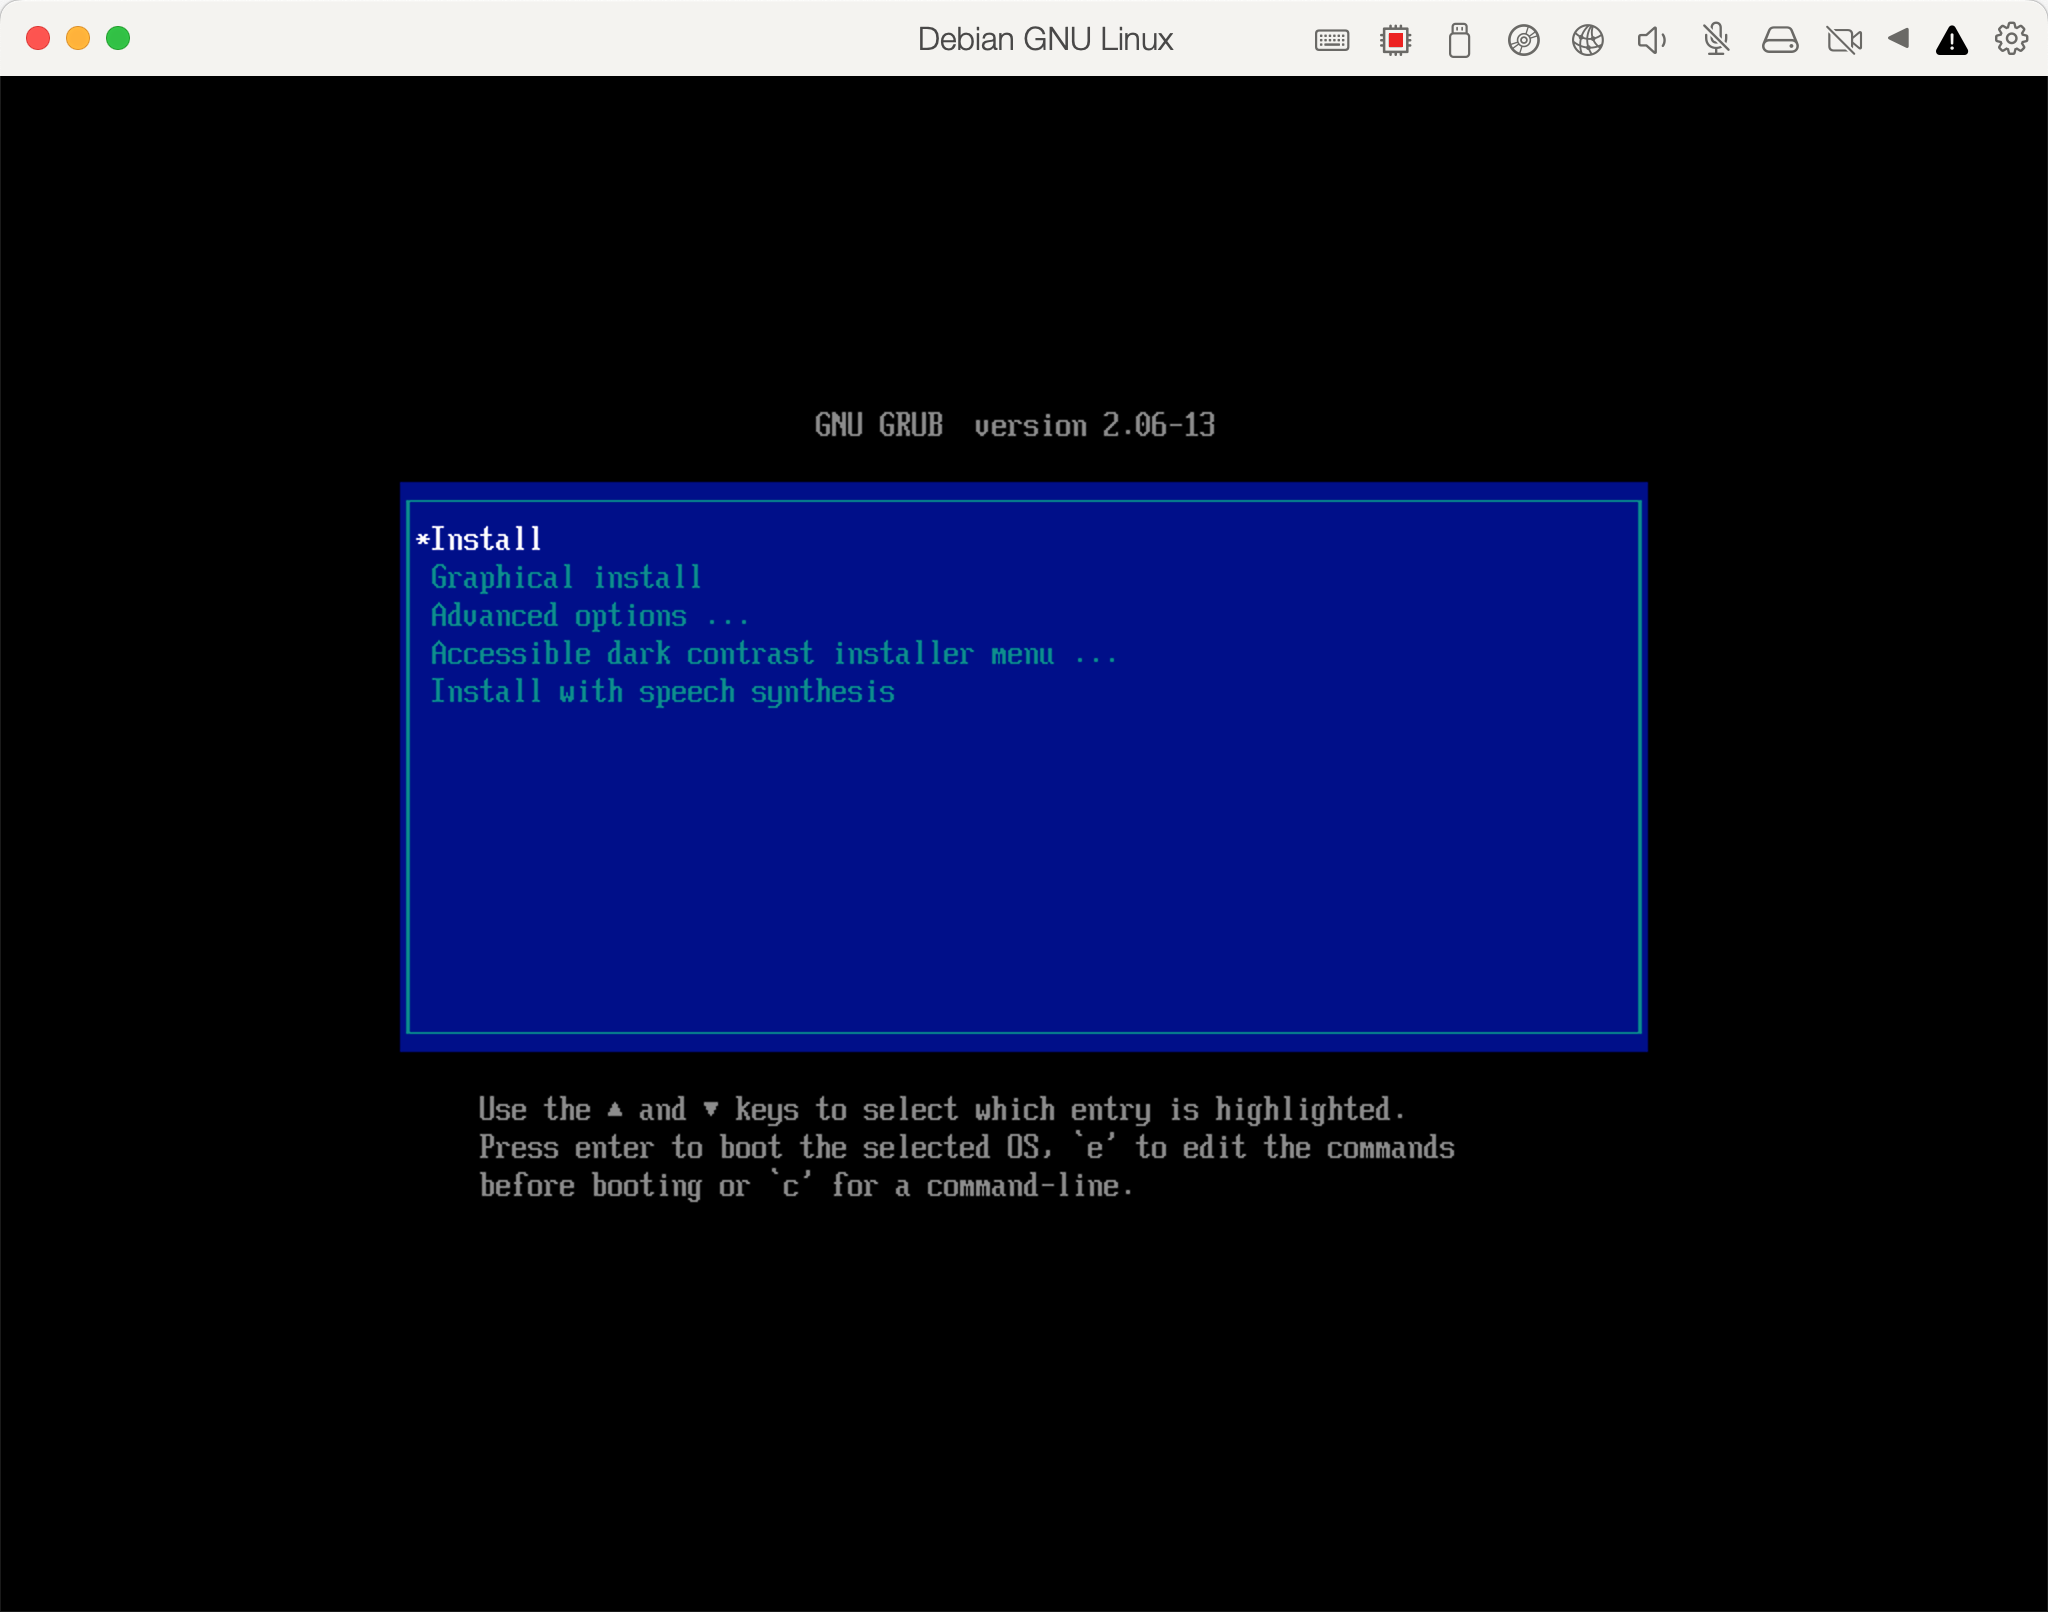 Debian GNU Linux
GNU GRUB  version 2.06-13
*Install
Graphical install
Advanced options ...
Accessible dark contrast installer menu ...
Install with speech synthesis
Use the ▲ and ▼ keys to select which entry is highlighted.
Press enter to boot the selected OS, `e' to edit the commands
before booting or `c' for a command-line.